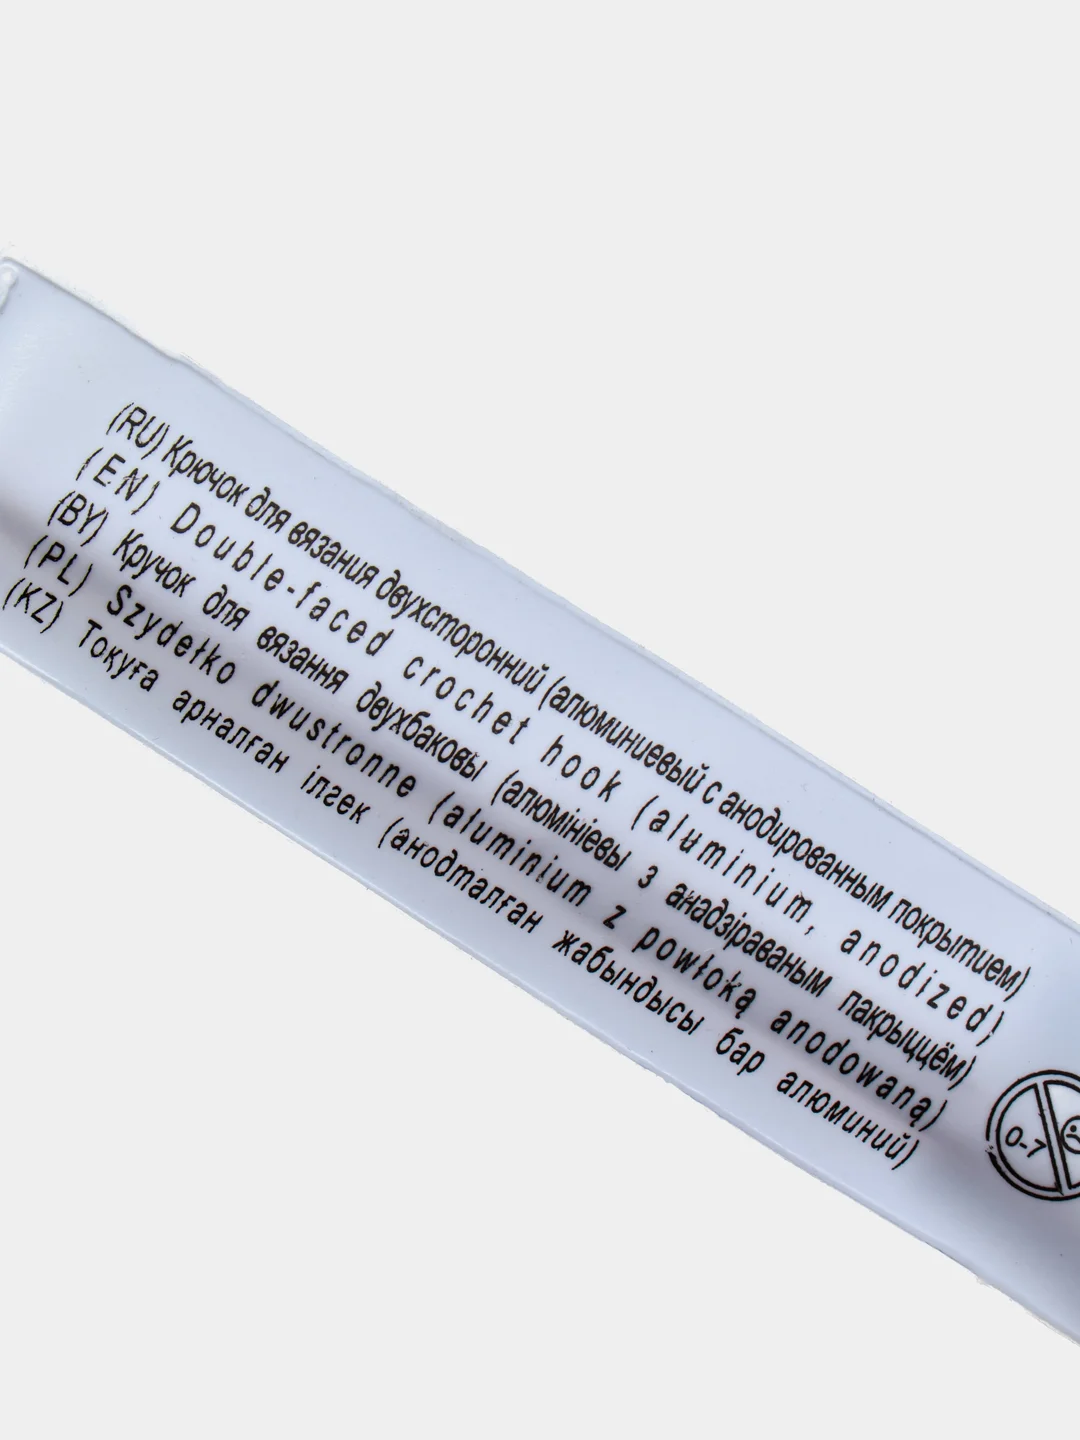 (RU) Крючок для вязания двухсторонний (алюминиевый с анодированным покрытием)
(EN) Double-faced crochet hook (aluminium, anodized)
(BY) Кручок для вязання двухбаковы (алюмініевы з анадзіраваным пакрыццём)
(PL) Szydełko dwustronne (aluminium z powłoką anodowaną)
(KZ) Тоқуға арналған ілгек (анодталған жабындысы бар алюминий)
0-7